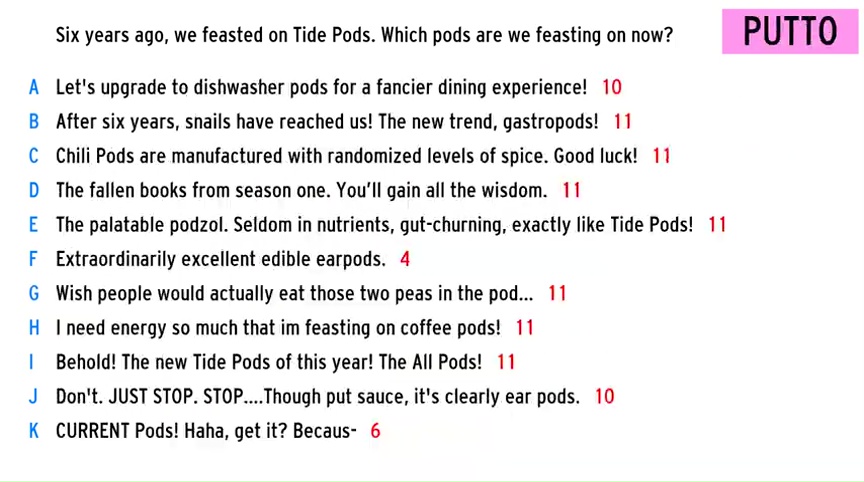 Six years ago, we feasted on Tide Pods. Which pods are we feasting on now?
PUTTO
A Let's upgrade to dishwasher pods for a fancier dining experience! 10
B After six years, snails have reached us! The new trend, gastropods! 11
C Chili Pods are manufactured with randomized levels of spice. Good luck! 11
D The fallen books from season one. You'll gain all the wisdom. 11
E The palatable podzol. Seldom in nutrients, gut-churning, exactly like Tide Pods! 11
F Extraordinarily excellent edible earpods. 4
G Wish people would actually eat those two peas in the pod... 11
H I need energy so much that im feasting on coffee pods! 11
I Behold! The new Tide Pods of this year! The All Pods! 11
J Don't. JUST STOP. STOP....Though put sauce, it's clearly ear pods. 10
K CURRENT Pods! Haha, get it? Becaus- 6